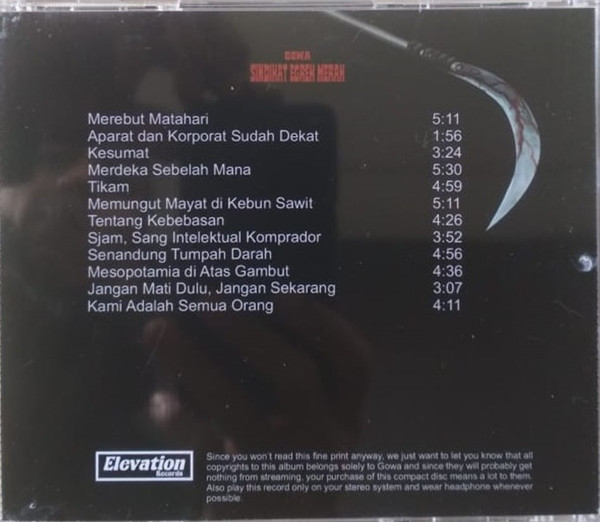 GOWA
SINDIKAT EGREK MERAH
Merebut Matahari 5:11
Aparat dan Korporat Sudah Dekat 1:56
Kesumat 3:24
Merdeka Sebelah Mana 5:30
Tikam 4:59
Memungut Mayat di Kebun Sawit 5:11
Tentang Kebebasan 4:26
Sjam, Sang Intelektual Komprador 3:52
Senandung Tumpah Darah 4:56
Mesopotamia di Atas Gambut 4:36
Jangan Mati Dulu, Jangan Sekarang 3:07
Kami Adalah Semua Orang 4:11
Elevation
Records
Since you won't read this fine print anyway, we just want to let you know that all
copyrights to this album belongs solely to Gowa and since they will probably get
nothing from streaming, your purchase of this compact disc means a lot to them.
Also play this record only on your stereo system and wear headphone whenever
possible.